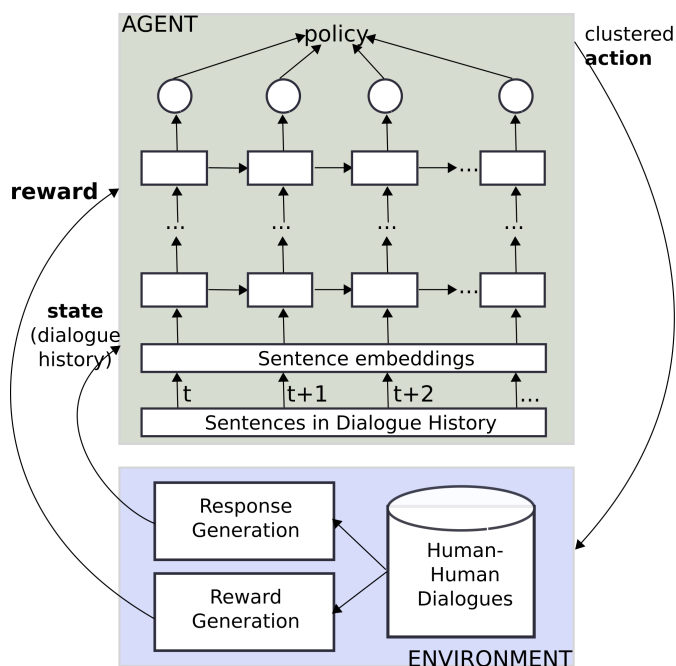 AGENT
policy
clustered
action
reward
...
...
...
...
...
state
(dialogue
history)
...
Sentence embeddings
t
t+1
t+2
...
Sentences in Dialogue History
Response
Generation
Human-
Human
Dialogues
Reward
Generation
ENVIRONMENT